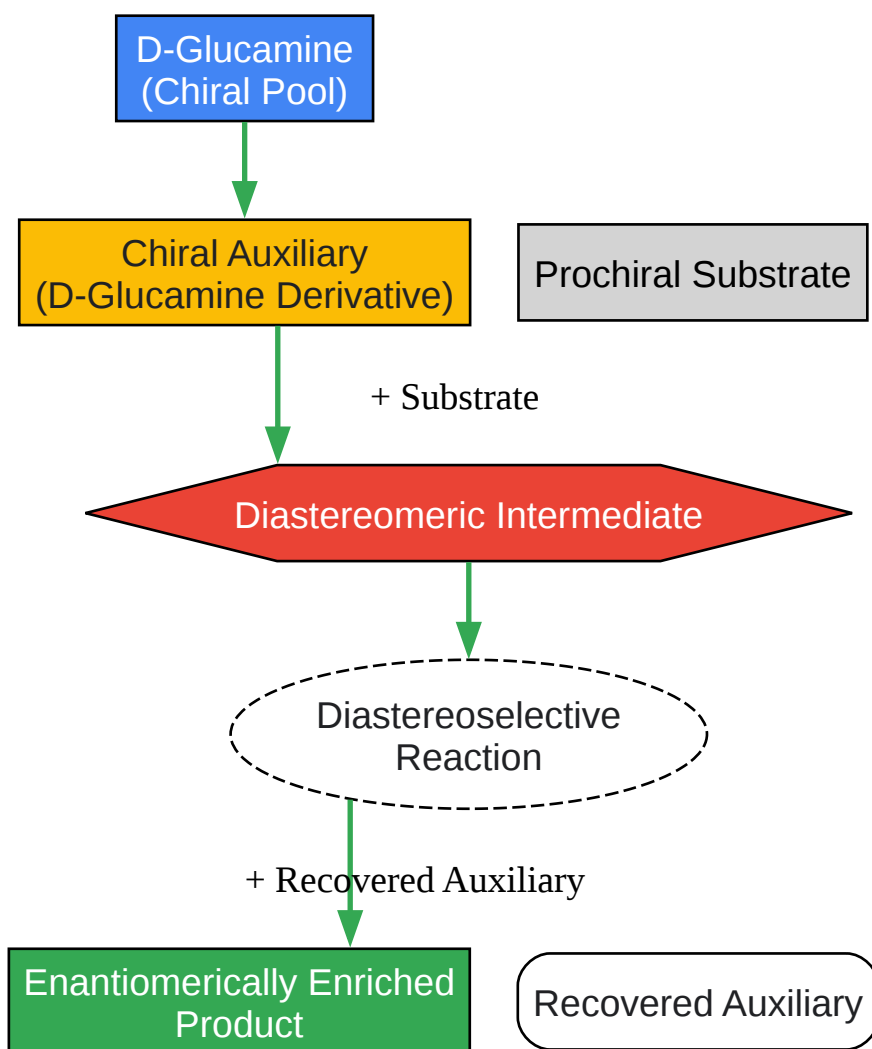 D-Glucamine
(Chiral Pool)
Chiral Auxiliary
(D-Glucamine Derivative)
Prochiral Substrate
+ Substrate
Diastereomeric Intermediate
Diastereoselective
Reaction
+ Recovered Auxiliary
Enantiomerically Enriched
Product
Recovered Auxiliary